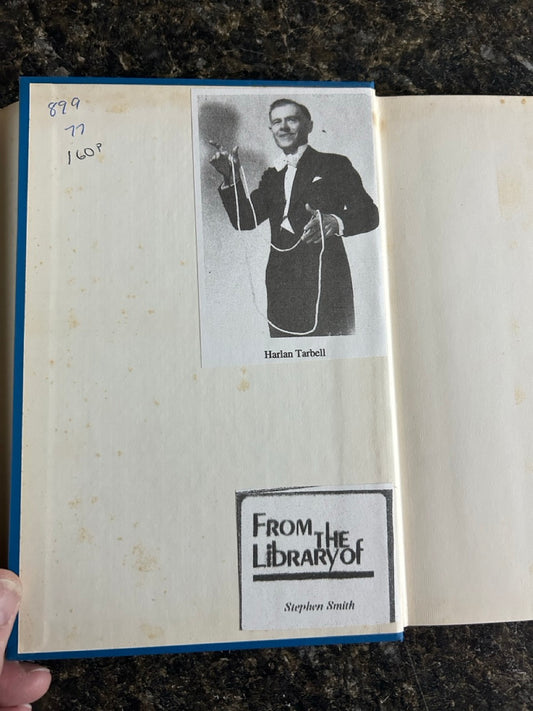 899
77
160P
Harlan Tarbell
FROM
THE
LIBRARY of
Stephen Smith